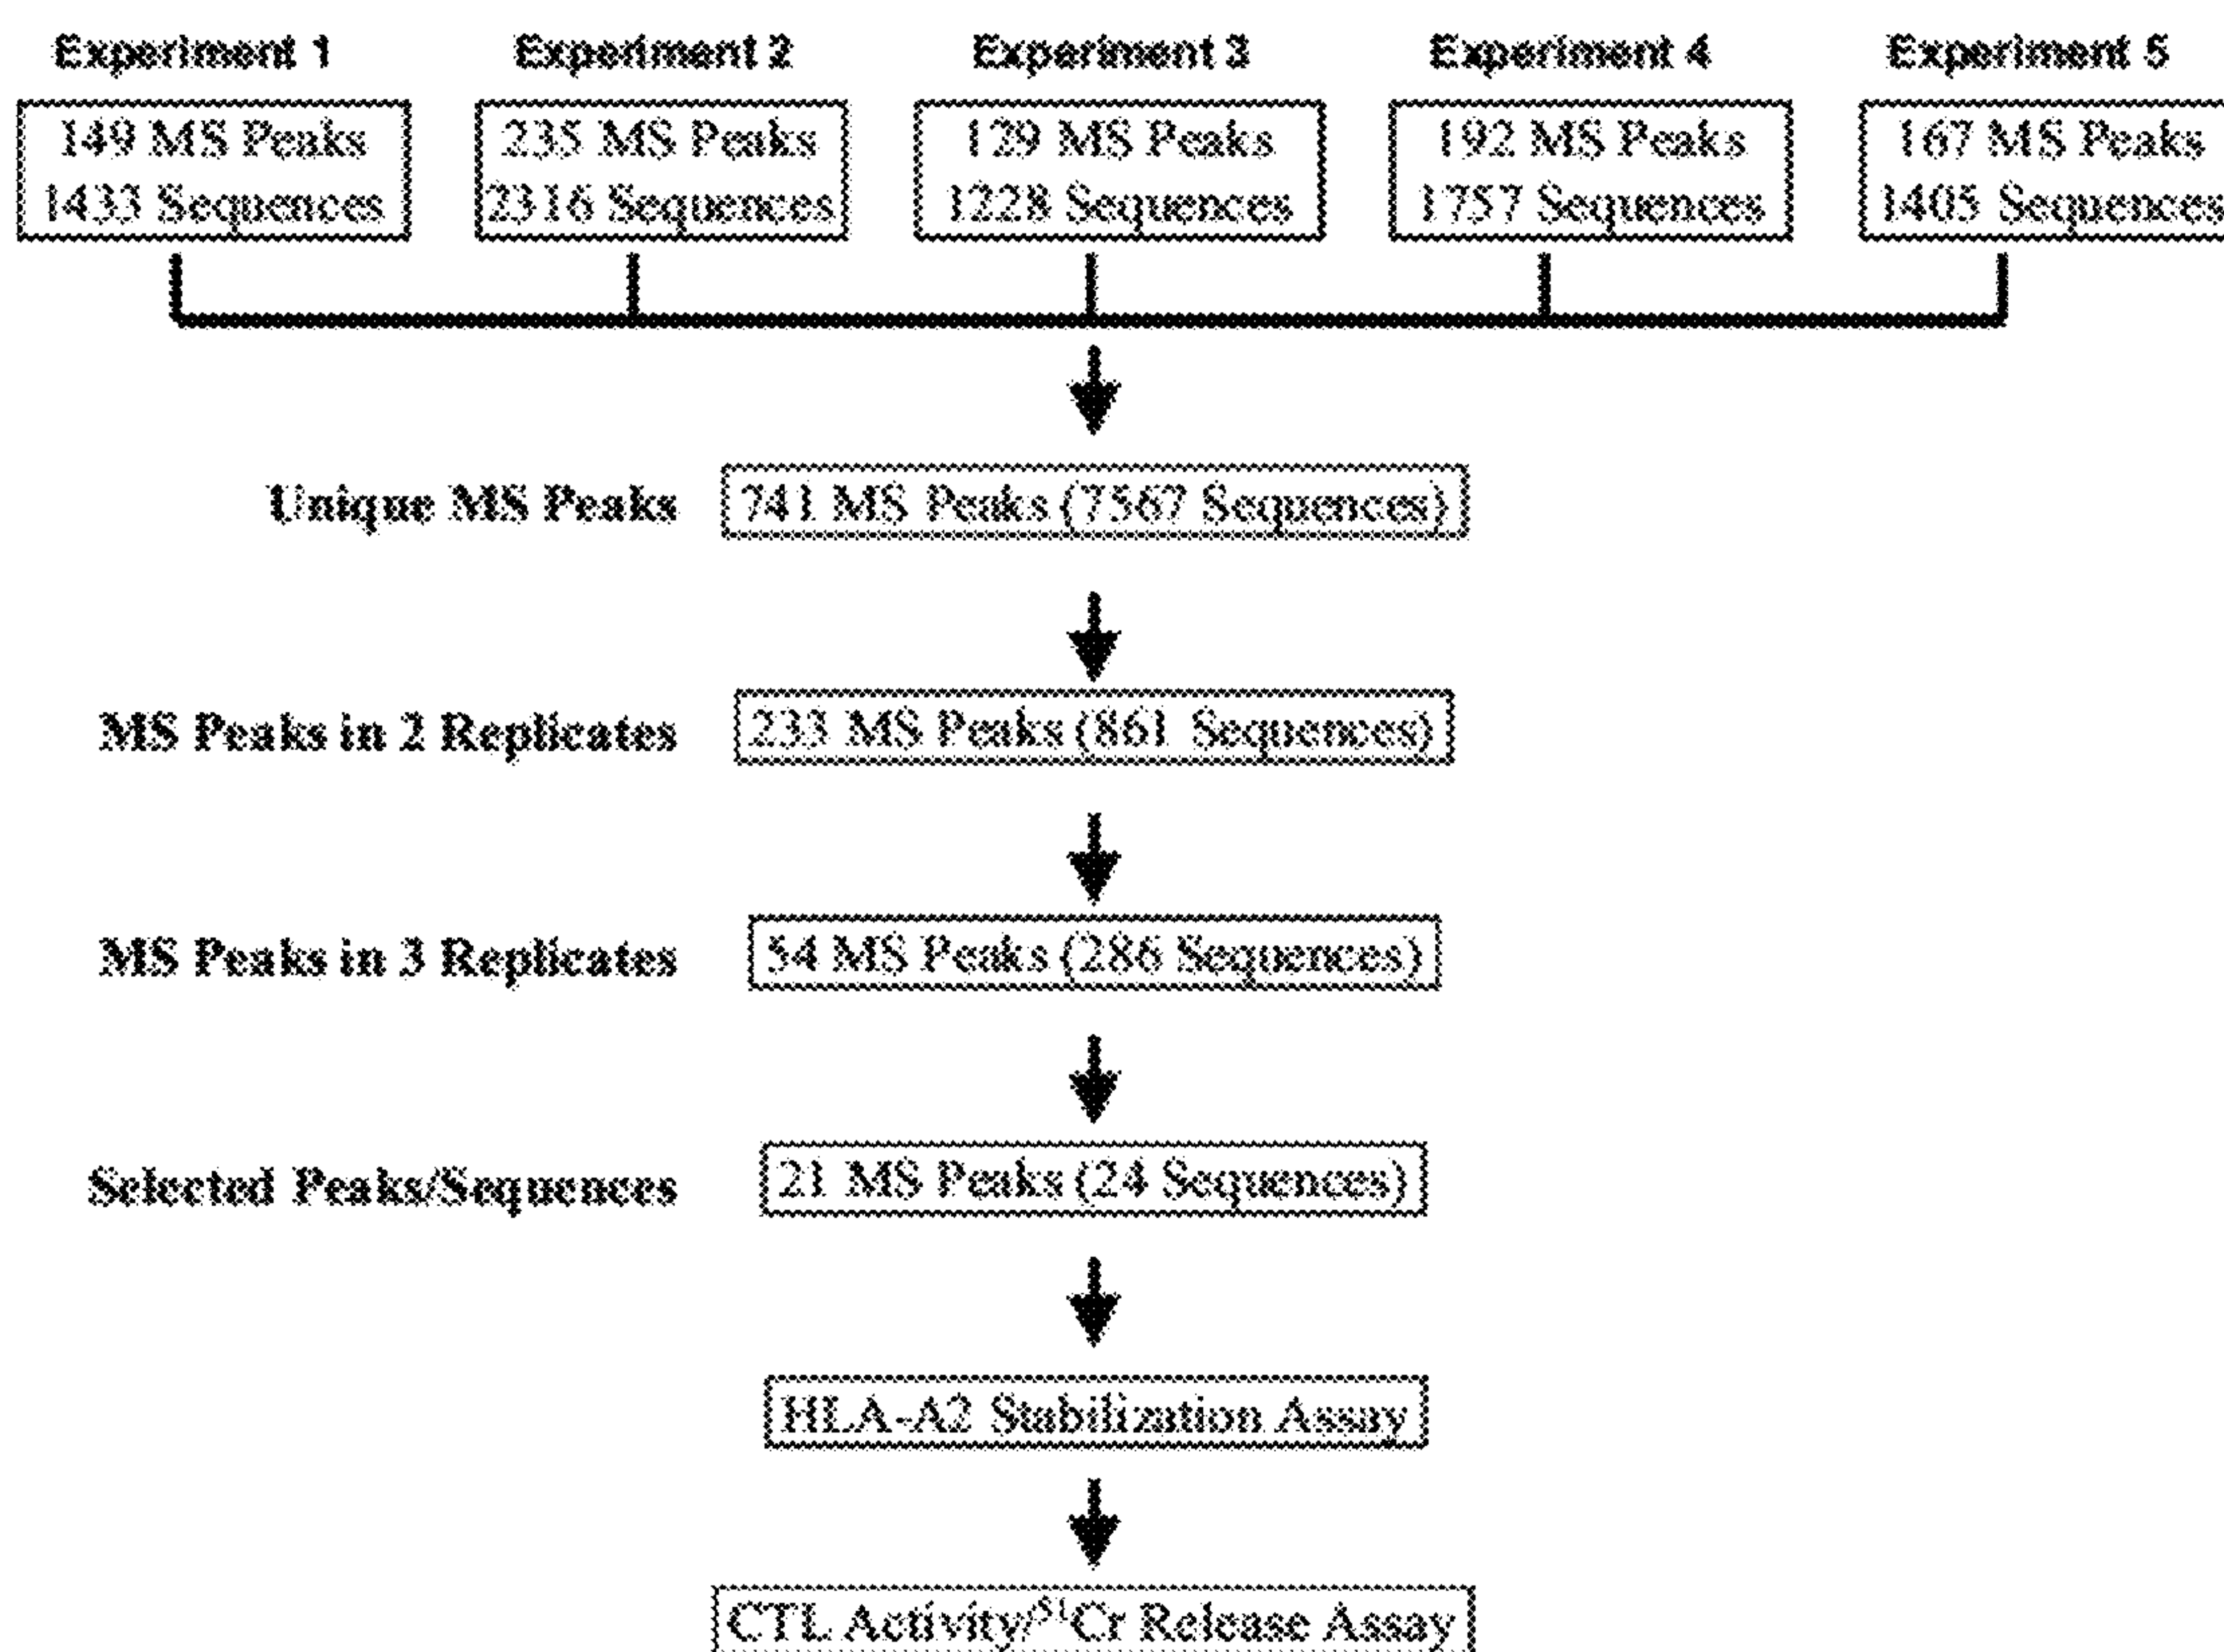 Experiment 1 Experiment 2 Experiment 3 Experiment 4 Experiment 5
149 MS Peaks 235 MS Peaks 129 MS Peaks 192 MS Peaks 167 MS Peaks
1433 Sequences 2316 Sequences 1228 Sequences 1757 Sequences 1405 Sequences
Unique MS Peaks 741 MS Peaks (7567 Sequences)
MS Peaks in 2 Replicates 233 MS Peaks (861 Sequences)
MS Peaks in 3 Replicates 54 MS Peaks (286 Sequences)
Selected Peaks/Sequences 21 MS Peaks (24 Sequences)
HLA-A2 Stabilization Assay
CTL Activity/⁵¹Cr Release Assay